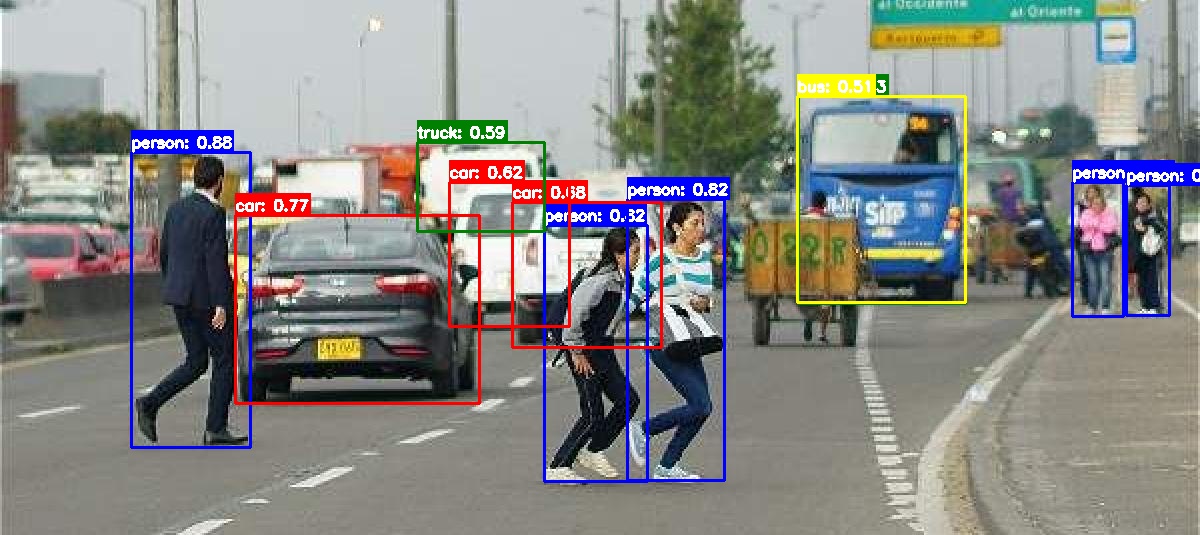 al Occidente
al Oriente
Aeropuerto
bus: 0.51
3
truck: 0.59
person: 0.88
car: 0.62
person
person: 0
car: 0.68
person: 0.82
car: 0.77
person: 0.32
SITP